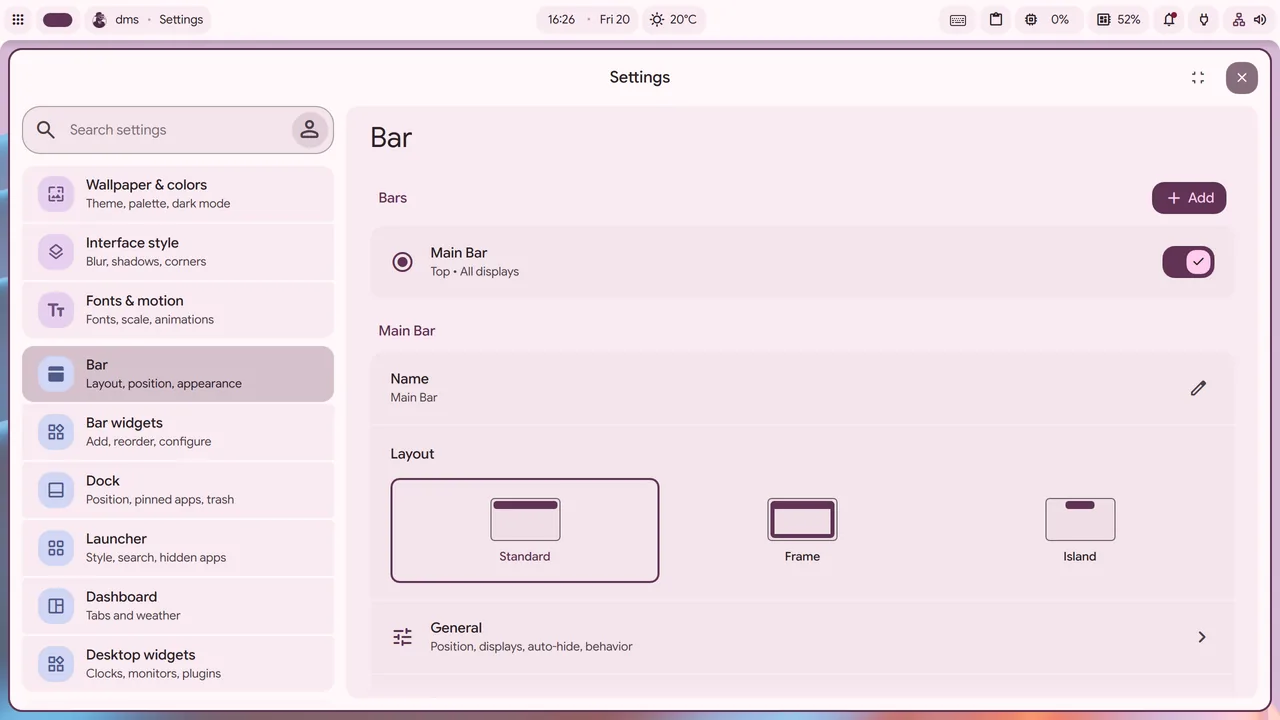 dms • Settings
16:26 • Fri 20
20°C
0%
52%
Settings
Search settings
Wallpaper & colors
Theme, palette, dark mode
Interface style
Blur, shadows, corners
Fonts & motion
Fonts, scale, animations
Bar
Layout, position, appearance
Bar widgets
Add, reorder, configure
Dock
Position, pinned apps, trash
Launcher
Style, search, hidden apps
Dashboard
Tabs and weather
Desktop widgets
Clocks, monitors, plugins
Bar
Bars
Add
Main Bar
Top • All displays
Main Bar
Name
Main Bar
Layout
Standard
Frame
Island
General
Position, displays, auto-hide, behavior